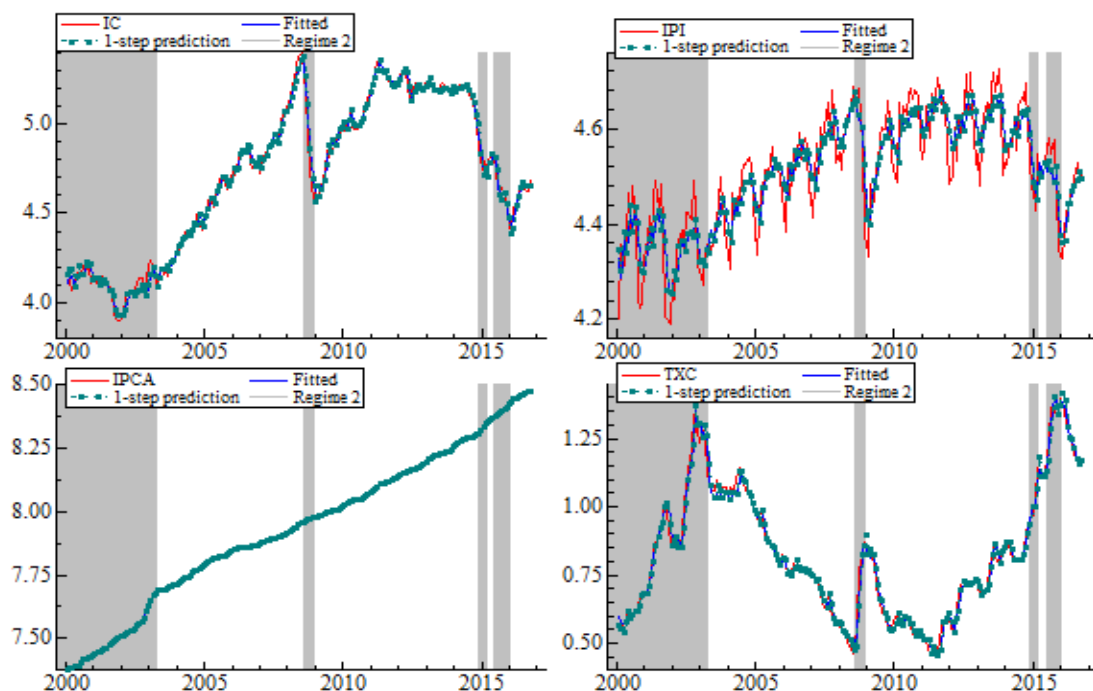 IC Fitted
1-step prediction Regime 2
5.0
4.5
4.0
2000 2005 2010 2015
IPI Fitted
1-step prediction Regime 2
4.6
4.4
4.2
2000 2005 2010 2015
IPCA Fitted
1-step prediction Regime 2
8.50
8.25
8.00
7.75
7.50
2000 2005 2010 2015
TXC Fitted
1-step prediction Regime 2
1.25
1.00
0.75
0.50
2000 2005 2010 2015